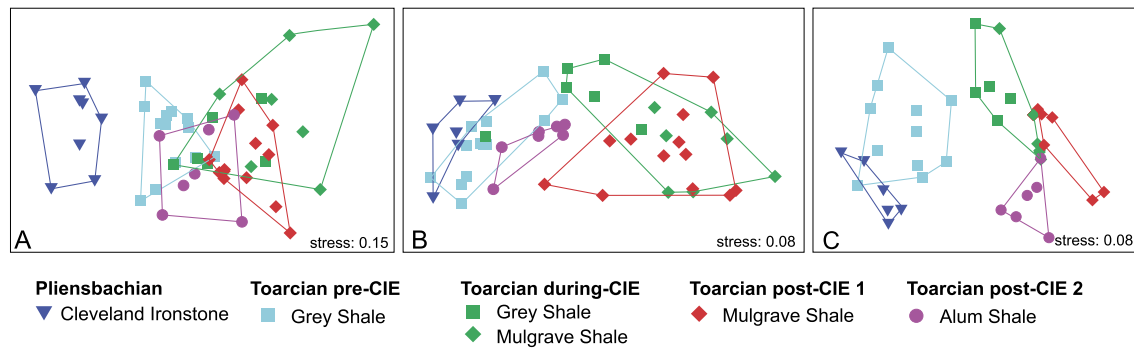 A
stress: 0.15
B
stress: 0.08
C
stress: 0.08
Pliensbachian
Cleveland Ironstone
Toarcian pre-CIE
Grey Shale
Toarcian during-CIE
Grey Shale
Mulgrave Shale
Toarcian post-CIE 1
Mulgrave Shale
Toarcian post-CIE 2
Alum Shale